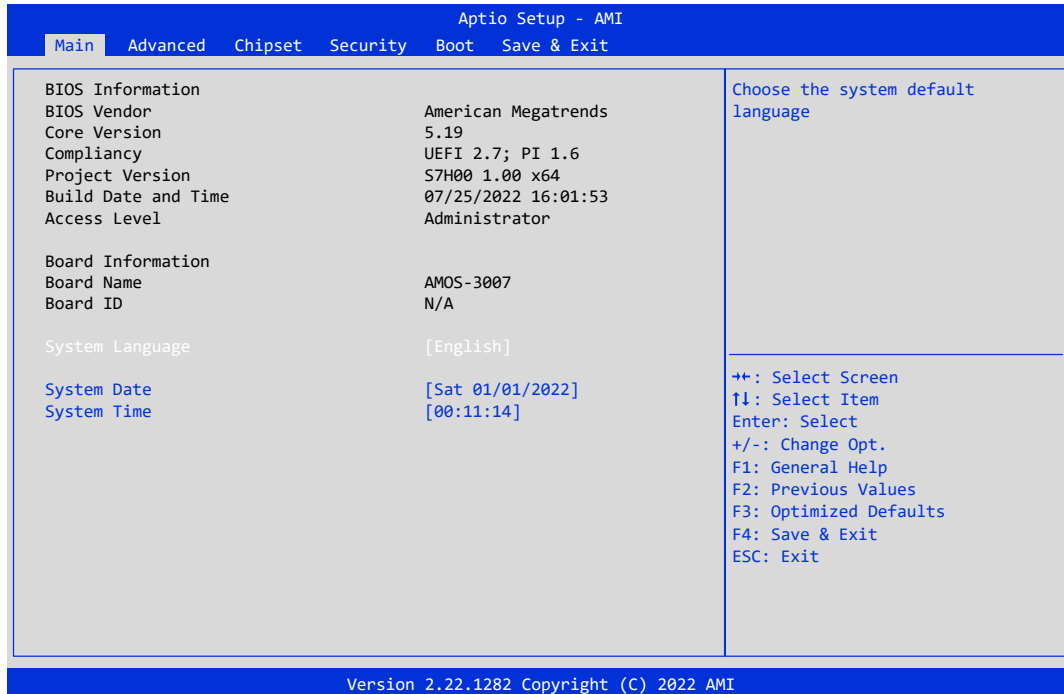 Aptio Setup - AMI
Main Advanced Chipset Security Boot Save & Exit
BIOS Information
BIOS Vendor American Megatrends
Core Version 5.19
Compliancy UEFI 2.7; PI 1.6
Project Version S7H00 1.00 x64
Build Date and Time 07/25/2022 16:01:53
Access Level Administrator
Board Information
Board Name AMOS-3007
Board ID N/A
System Language [English]
System Date [Sat 01/01/2022]
System Time [00:11:14]
Choose the system default
language
→←: Select Screen
↑↓: Select Item
Enter: Select
+/-: Change Opt.
F1: General Help
F2: Previous Values
F3: Optimized Defaults
F4: Save & Exit
ESC: Exit
Version 2.22.1282 Copyright (C) 2022 AMI